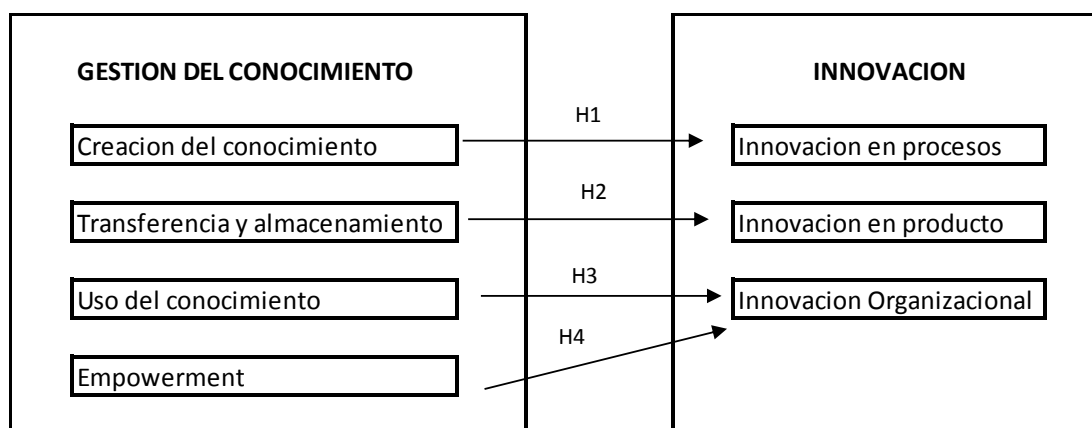 GESTION DEL CONOCIMIENTO
INNOVACION
H1
Creacion del conocimiento
Innovacion en procesos
H2
Transferencia y almacenamiento
Innovacion en producto
H3
Uso del conocimiento
Innovacion Organizacional
H4
Empowerment